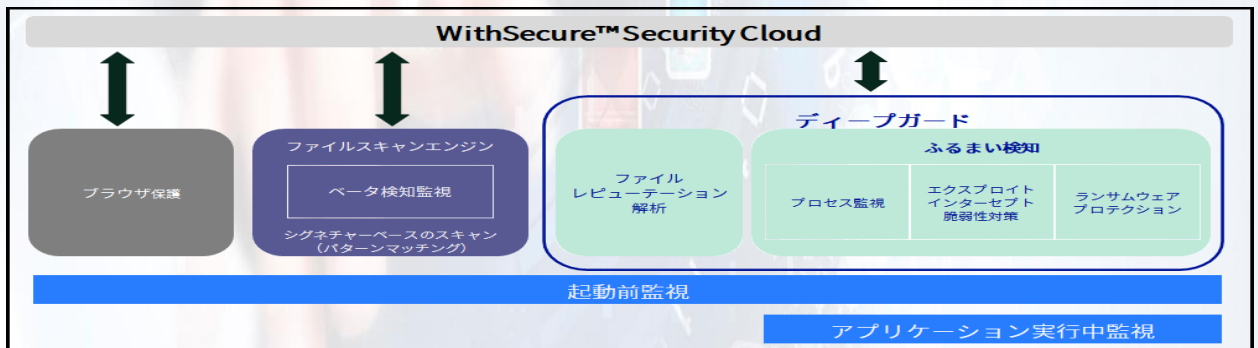 WithSecure™ Security Cloud
ブラウザ保護
ファイルスキャンエンジン
ベータ検知監視
シグネチャーベースのスキャン
（パターンマッチング）
ディープガード
ファイル
レピューテーション
解析
ふるまい検知
プロセス監視
エクスプロイト
インターセプト
脆弱性対策
ランサムウェア
プロテクション
起動前監視
アプリケーション実行中監視